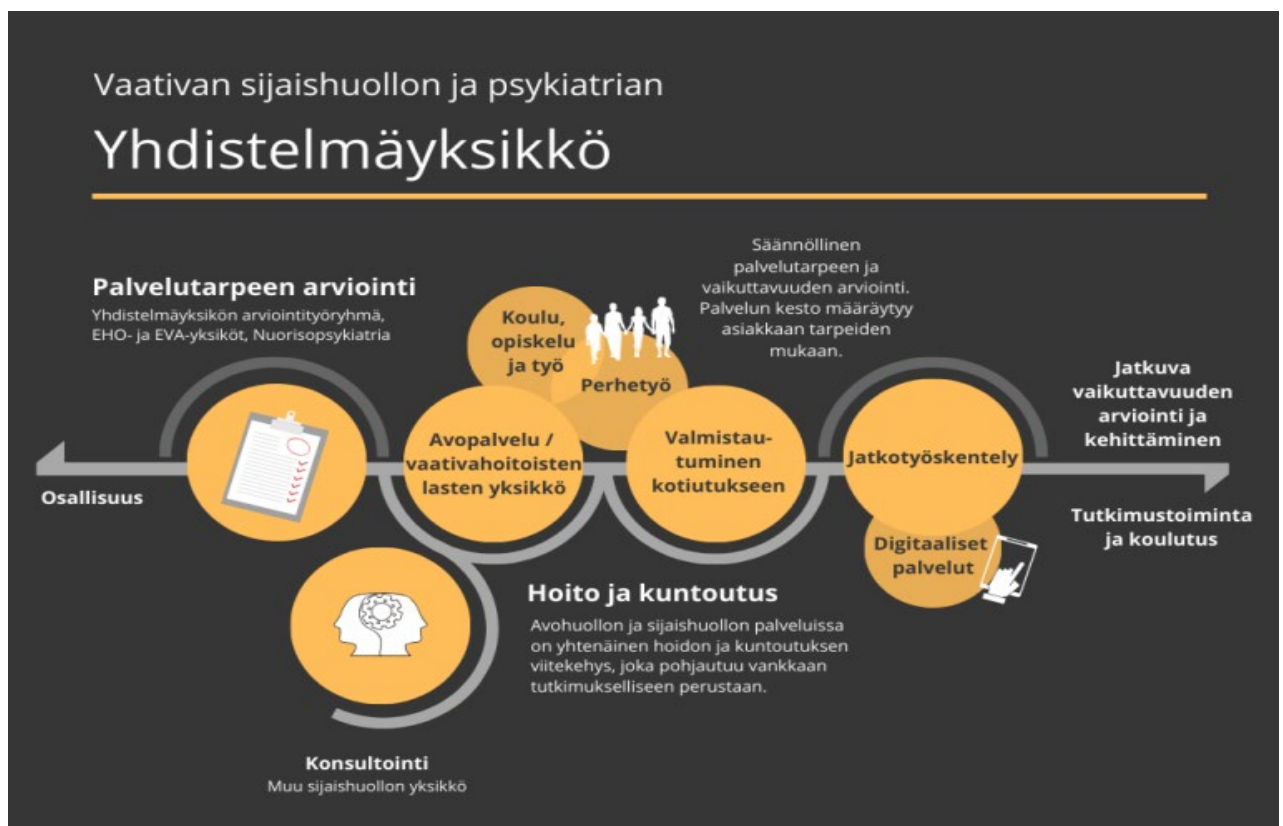 Vaativan sijaishuollon ja psykiatrian
Yhdistelmäyksikkö
Palvelutarpeen arviointi
Yhdistelmäyksikön arviointityöryhmä,
EHO- ja EVA-yksiköt, Nuorisopsykiatria
Koulu,
opiskelu
ja työ
Perhetyö
Säännöllinen
palvelutarpeen ja
vaikuttavuuden arviointi.
Palvelun kesto määräytyy
asiakkaan tarpeiden
mukaan.
Jatkuva
vaikuttavuuden
arviointi ja
kehittäminen
Osallisuus
Avopalvelu /
vaativahoitoisten
lasten yksikkö
Valmistau-
tuminen
kotiutukseen
Jatkotyöskentely
Tutkimustoiminta
ja koulutus
Digitaaliset
palvelut
Hoito ja kuntoutus
Avohuollon ja sijaishuollon palveluissa
on yhtenäinen hoidon ja kuntoutuksen
viitekehys, joka pohjautuu vankkaan
tutkimukselliseen perustaan.
Konsultointi
Muu sijaishuollon yksikkö